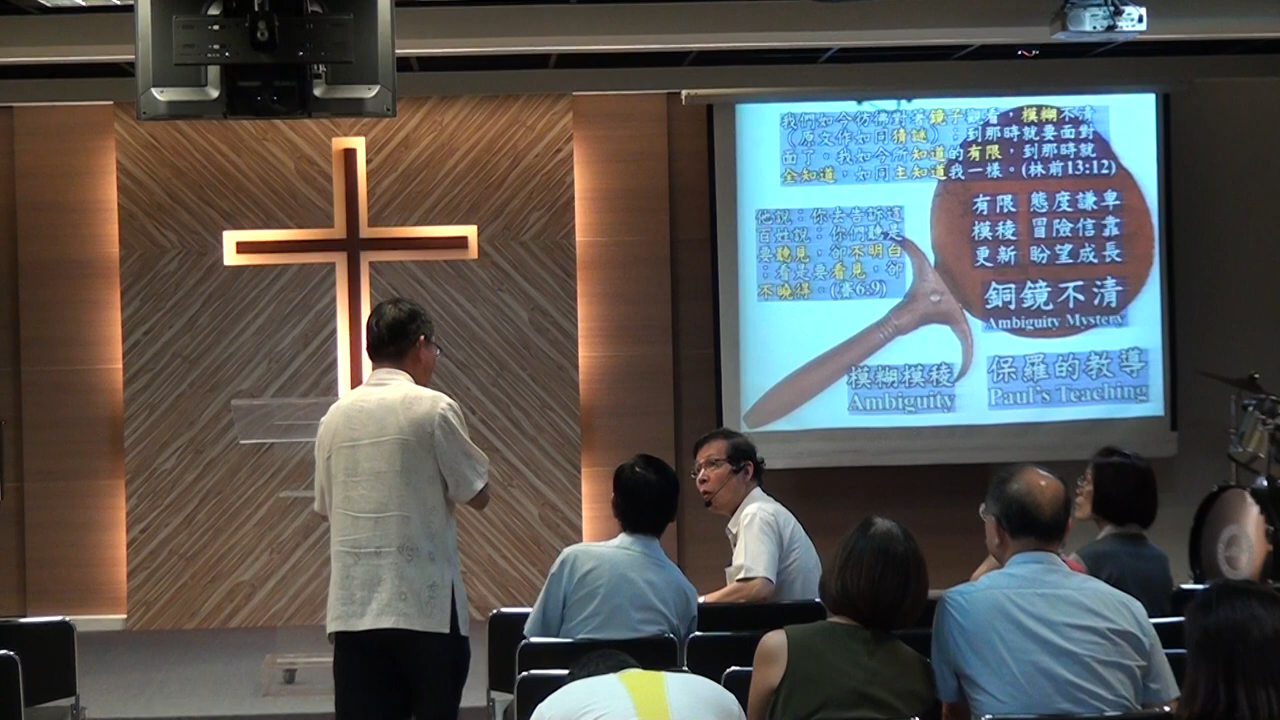 我們如今彷彿對著鏡子觀看，模糊不清
（原文作如同猜謎）；到那時就要面對
面了。我如今所知道的有限，到那時就
全知道，如同主知道我一樣。(林前13:12)
他說：你去告訴這
百姓說：你們聽是
要聽見，卻不明白
；看是要看見，卻
不曉得。(賽6:9)
有限 態度謙卑
模稜 冒險信靠
更新 盼望成長
銅鏡不清
Ambiguity Mystery
模糊模稜
Ambiguity
保羅的教導
Paul's Teaching